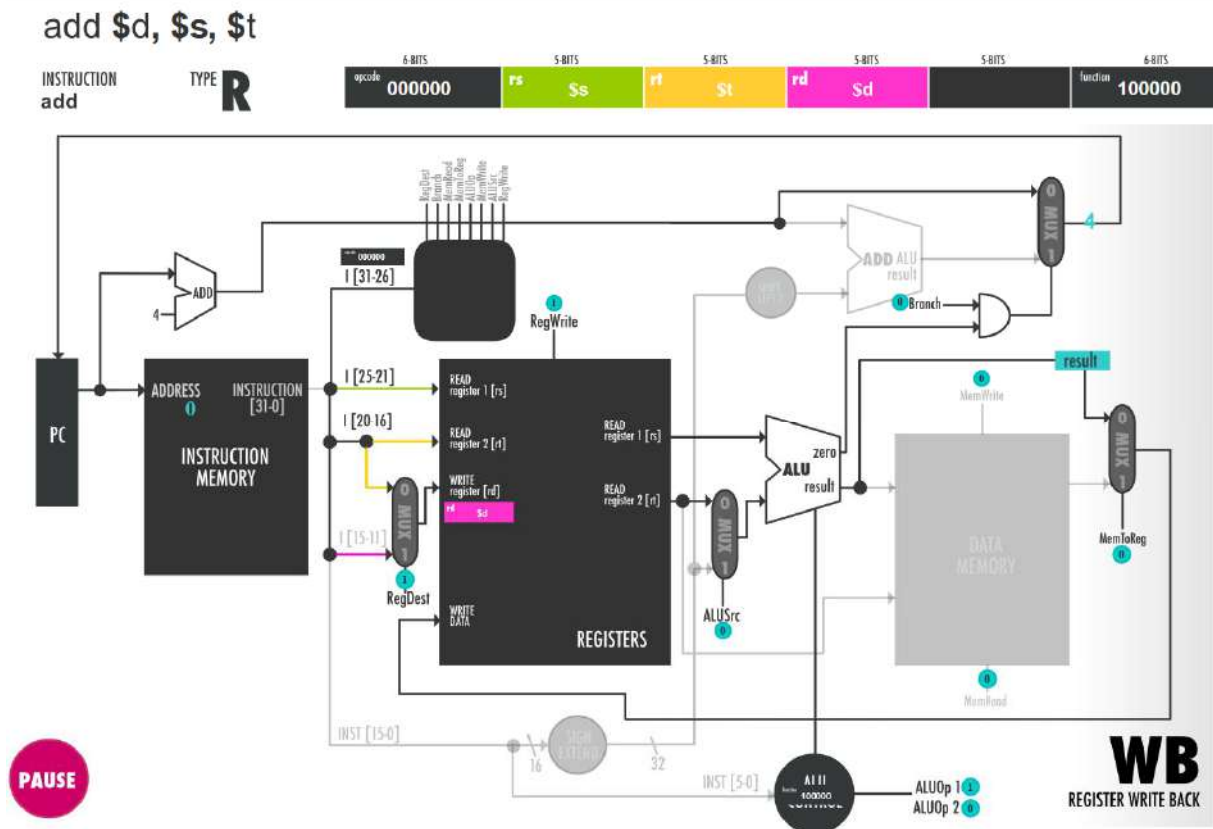 add $d, $s, $t
INSTRUCTION
add
TYPE R
6-BITS 5-BITS 5-BITS 5-BITS 5-BITS 6-BITS
opcode 000000 rs $s rt $t rd $d function 100000
RegDest
Branch
MemRead
MemToReg
ALUOp
MemWrite
ALUSrc
RegWrite
000000
I [31-26]
ADD
4
1
RegWrite
0 MUX 1
4
ADD ALU
result
0 Branch
PC
ADDRESS
0
INSTRUCTION
[31-0]
INSTRUCTION
MEMORY
I [25-21]
I [20-16]
I [15-11]
0 MUX 1
1
RegDest
READ
register 1 [rs]
READ
register 2 [rt]
WRITE
register [rd]
rd $d
WRITE
DATA
READ
register 1 [rs]
READ
register 2 [rt]
REGISTERS
0 MUX 1
ALUSrc
0
ALU
zero
result
result
0
MemWrite
DATA
MEMORY
0
MemRead
0 MUX 1
MemToReg
0
INST [15-0]
16
SIGN
EXTEND
32
INST [5-0]
ALU
100000
CONTROL
ALUOp 1 1
ALUOp 2 0
PAUSE
WB
REGISTER WRITE BACK